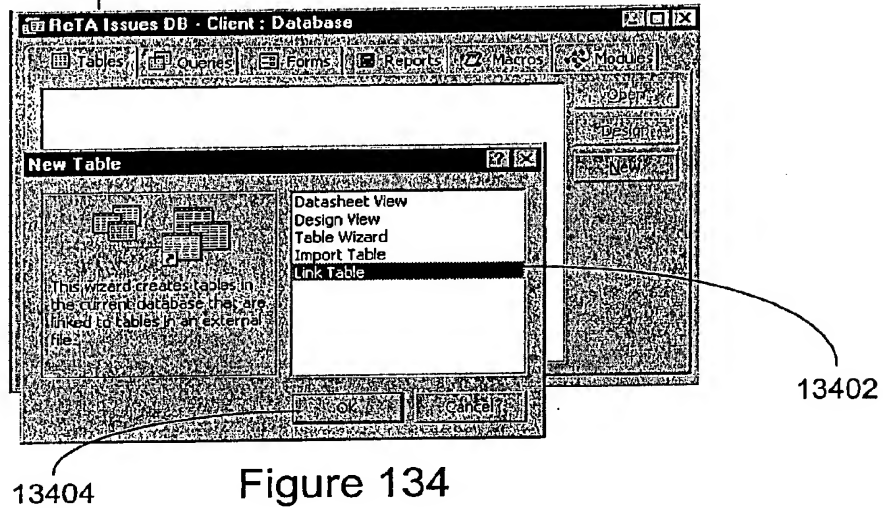 ReTA Issues DB - Client : Database
Tables Queries Forms Reports Macros Modules
Open
Design
New
New Table
Datasheet View
Design View
Table Wizard
Import Table
Link Table
This wizard creates tables in
the current database that are
linked to tables in an external
file.
OK Cancel
13402
13404
Figure 134